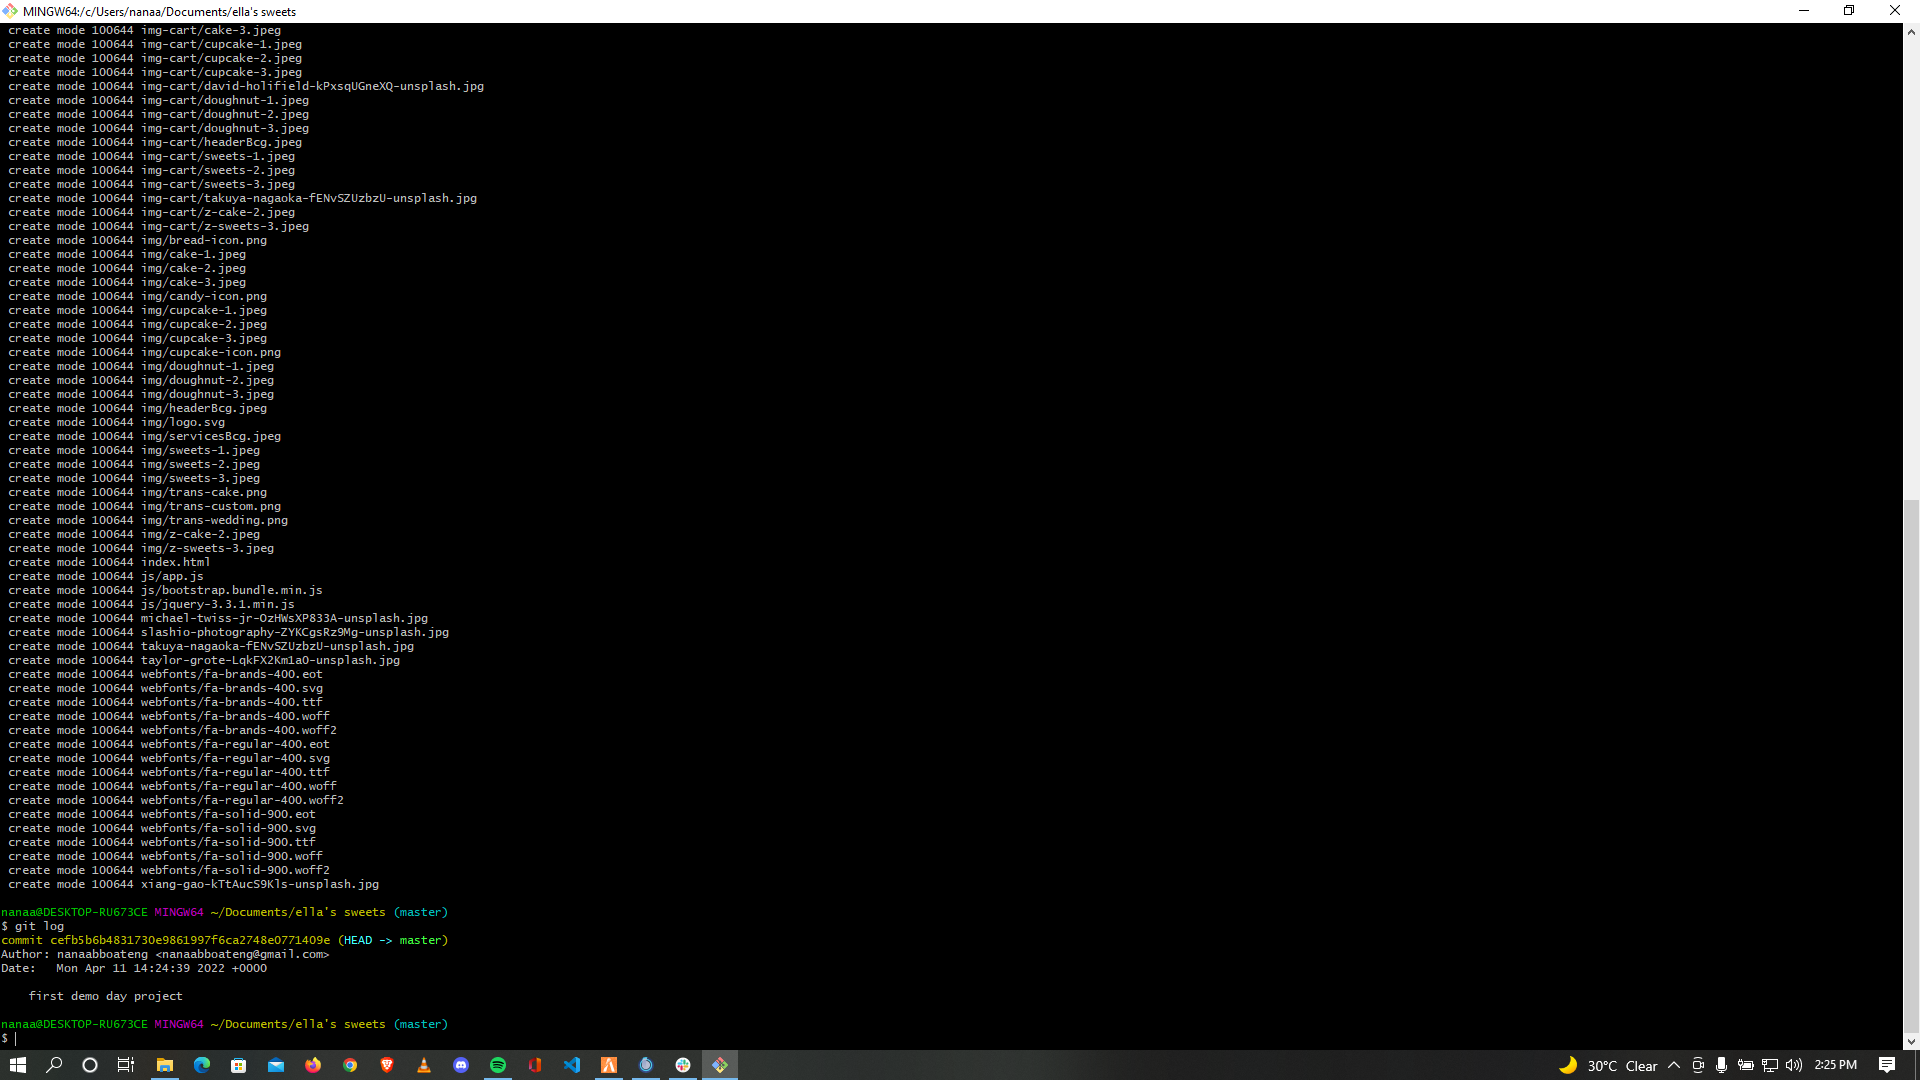 MINGW64:/c/Users/nanaa/Documents/ella's sweets
create mode 100644 img-cart/cake-3.jpeg
create mode 100644 img-cart/cupcake-1.jpeg
create mode 100644 img-cart/cupcake-2.jpeg
create mode 100644 img-cart/cupcake-3.jpeg
create mode 100644 img-cart/david-holifield-kPxsqUGneXQ-unsplash.jpg
create mode 100644 img-cart/doughnut-1.jpeg
create mode 100644 img-cart/doughnut-2.jpeg
create mode 100644 img-cart/doughnut-3.jpeg
create mode 100644 img-cart/headerBcg.jpeg
create mode 100644 img-cart/sweets-1.jpeg
create mode 100644 img-cart/sweets-2.jpeg
create mode 100644 img-cart/sweets-3.jpeg
create mode 100644 img-cart/takuya-nagaoka-fENvSZUzbzU-unsplash.jpg
create mode 100644 img-cart/z-cake-2.jpeg
create mode 100644 img-cart/z-sweets-3.jpeg
create mode 100644 img/bread-icon.png
create mode 100644 img/cake-1.jpeg
create mode 100644 img/cake-2.jpeg
create mode 100644 img/cake-3.jpeg
create mode 100644 img/candy-icon.png
create mode 100644 img/cupcake-1.jpeg
create mode 100644 img/cupcake-2.jpeg
create mode 100644 img/cupcake-3.jpeg
create mode 100644 img/cupcake-icon.png
create mode 100644 img/doughnut-1.jpeg
create mode 100644 img/doughnut-2.jpeg
create mode 100644 img/doughnut-3.jpeg
create mode 100644 img/headerBcg.jpeg
create mode 100644 img/logo.svg
create mode 100644 img/servicesBcg.jpeg
create mode 100644 img/sweets-1.jpeg
create mode 100644 img/sweets-2.jpeg
create mode 100644 img/sweets-3.jpeg
create mode 100644 img/trans-cake.png
create mode 100644 img/trans-custom.png
create mode 100644 img/trans-wedding.png
create mode 100644 img/z-cake-2.jpeg
create mode 100644 img/z-sweets-3.jpeg
create mode 100644 index.html
create mode 100644 js/app.js
create mode 100644 js/bootstrap.bundle.min.js
create mode 100644 js/jquery-3.3.1.min.js
create mode 100644 michael-twiss-jr-OzHWsXP833A-unsplash.jpg
create mode 100644 slashio-photography-ZYKCgsRz9Mg-unsplash.jpg
create mode 100644 takuya-nagaoka-fENvSZUzbzU-unsplash.jpg
create mode 100644 taylor-grote-LqkFX2Km1aO-unsplash.jpg
create mode 100644 webfonts/fa-brands-400.eot
create mode 100644 webfonts/fa-brands-400.svg
create mode 100644 webfonts/fa-brands-400.ttf
create mode 100644 webfonts/fa-brands-400.woff
create mode 100644 webfonts/fa-brands-400.woff2
create mode 100644 webfonts/fa-regular-400.eot
create mode 100644 webfonts/fa-regular-400.svg
create mode 100644 webfonts/fa-regular-400.ttf
create mode 100644 webfonts/fa-regular-400.woff
create mode 100644 webfonts/fa-regular-400.woff2
create mode 100644 webfonts/fa-solid-900.eot
create mode 100644 webfonts/fa-solid-900.svg
create mode 100644 webfonts/fa-solid-900.ttf
create mode 100644 webfonts/fa-solid-900.woff
create mode 100644 webfonts/fa-solid-900.woff2
create mode 100644 xiang-gao-kTtAucS9Kls-unsplash.jpg
nanaa@DESKTOP-RU673CE MINGW64 ~/Documents/ella's sweets (master)
$ git log
commit cefb5b6b4831730e9861997f6ca2748e0771409e (HEAD -> master)
Author: nanaabboateng <nanaabboateng@gmail.com>
Date: Mon Apr 11 14:24:39 2022 +0000
first demo day project
nanaa@DESKTOP-RU673CE MINGW64 ~/Documents/ella's sweets (master)
$
30°C Clear
2:25 PM